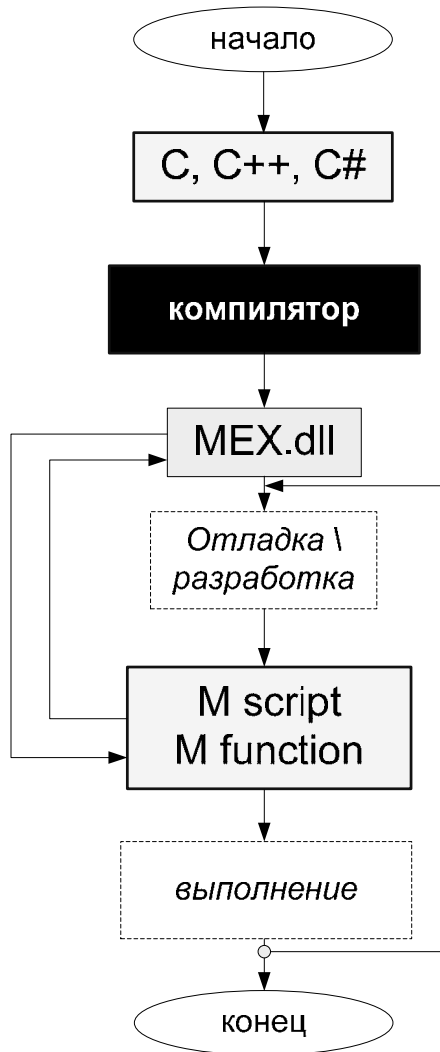 начало
C, C++, C#
компилятор
MEX.dll
Отладка \
разработка
M script
M function
выполнение
конец